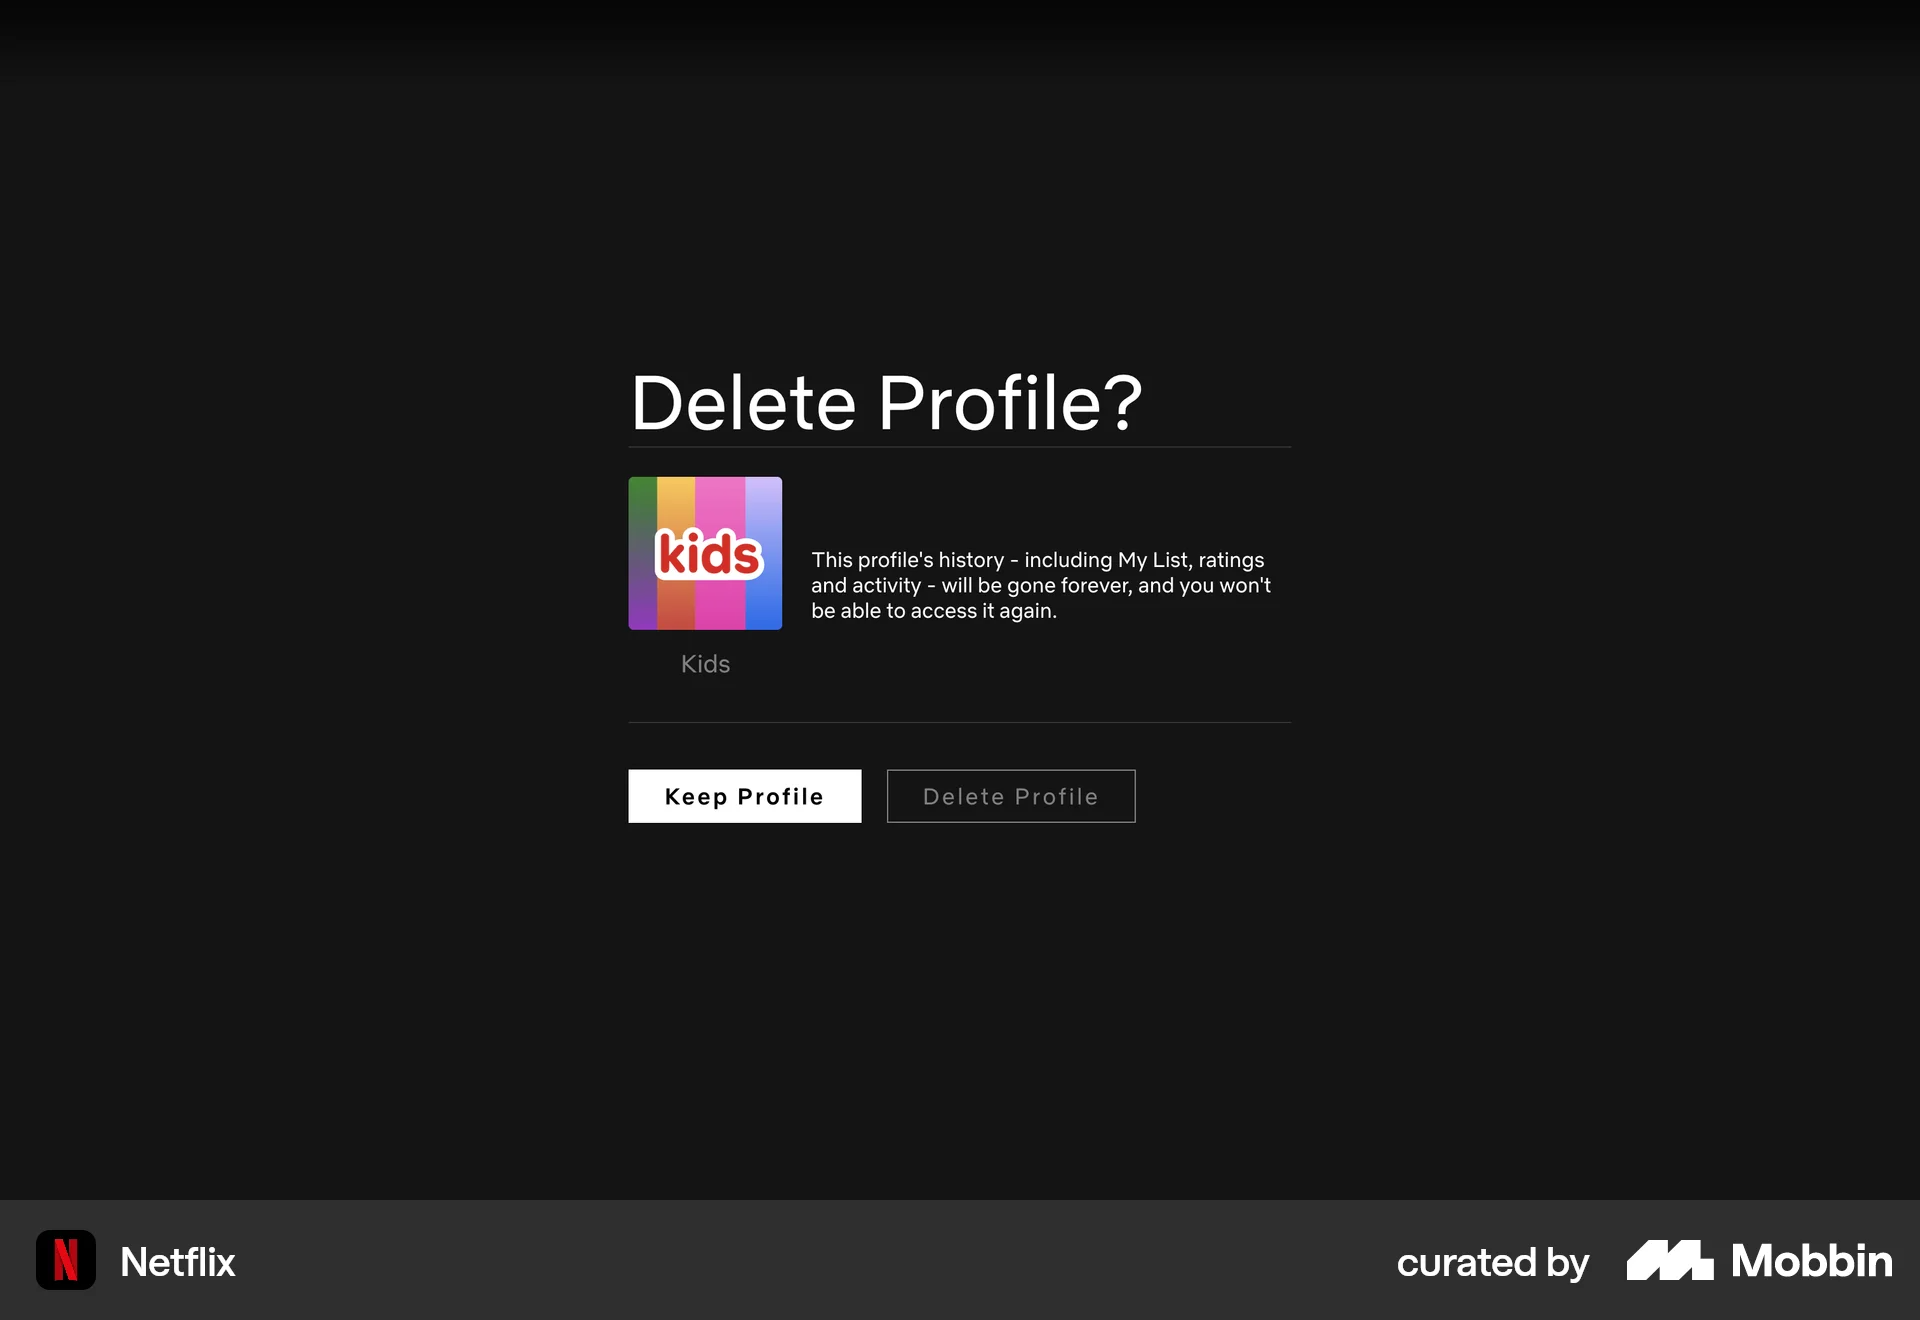 Delete Profile?
kids
This profile's history - including My List, ratings
and activity - will be gone forever, and you won't
be able to access it again.
Kids
Keep Profile
Delete Profile
N
Netflix
curated by
Mobbin